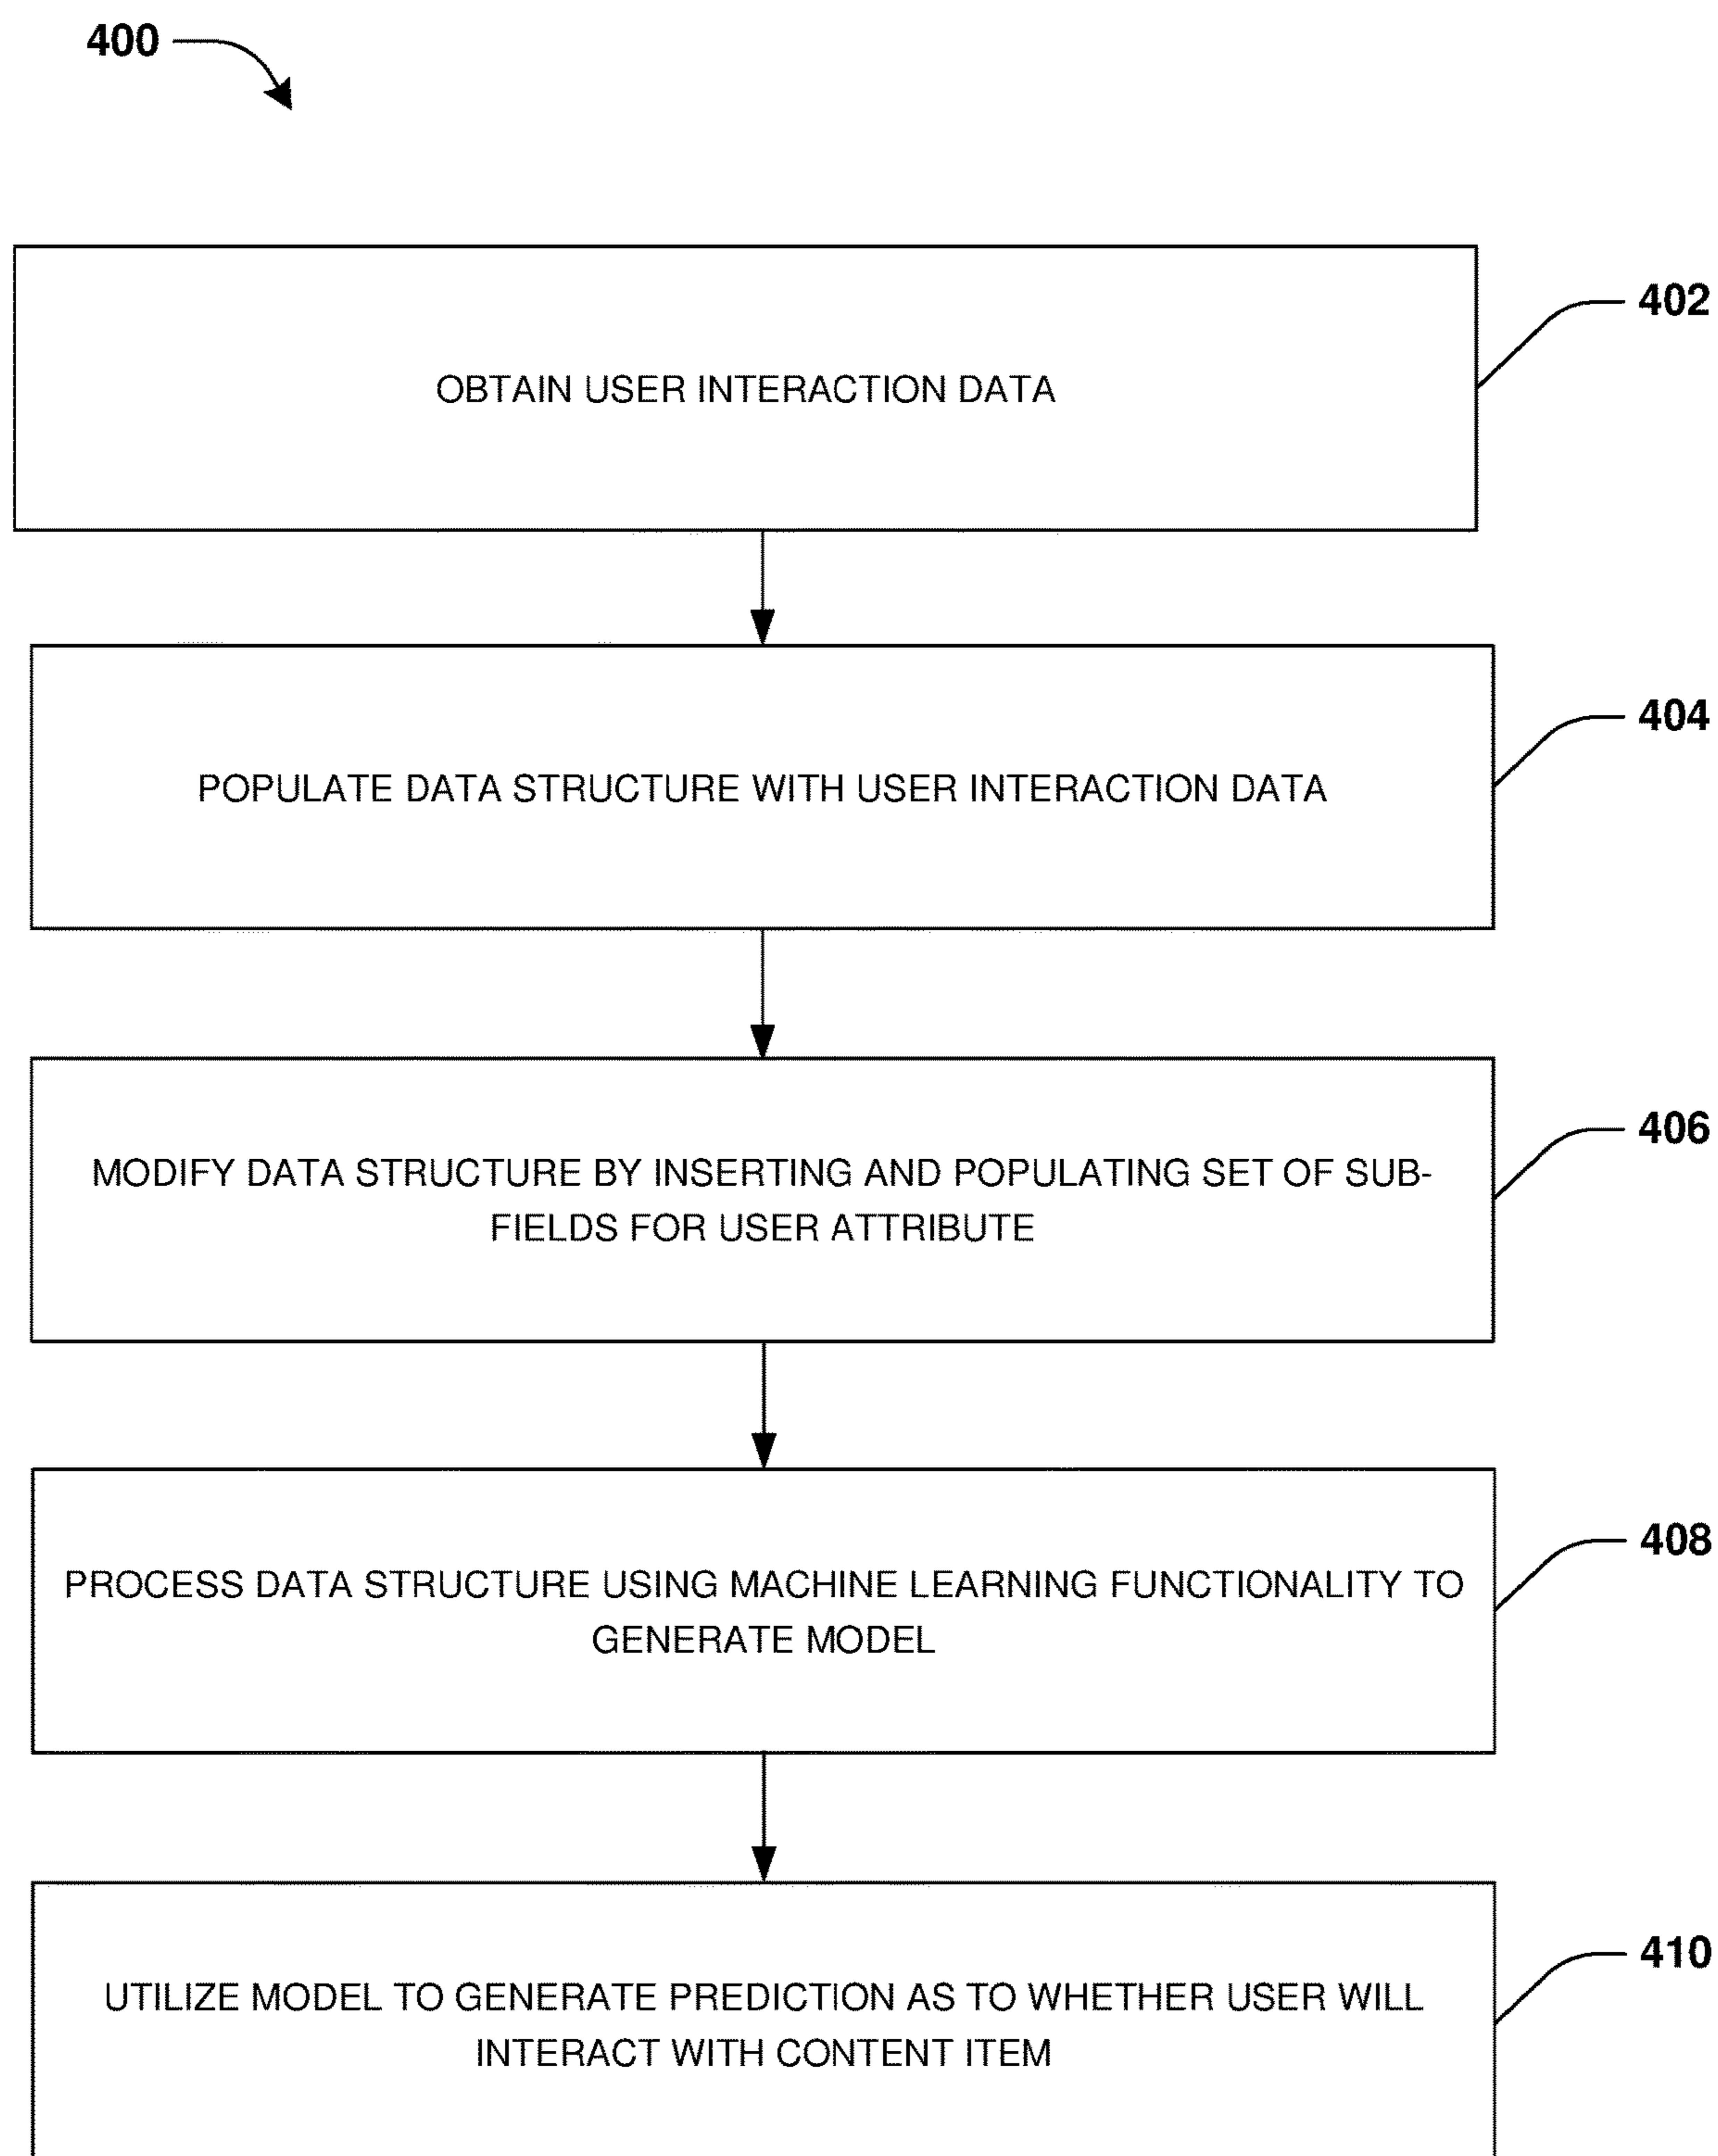 400
402
OBTAIN USER INTERACTION DATA
404
POPULATE DATA STRUCTURE WITH USER INTERACTION DATA
406
MODIFY DATA STRUCTURE BY INSERTING AND POPULATING SET OF SUB-
FIELDS FOR USER ATTRIBUTE
408
PROCESS DATA STRUCTURE USING MACHINE LEARNING FUNCTIONALITY TO
GENERATE MODEL
410
UTILIZE MODEL TO GENERATE PREDICTION AS TO WHETHER USER WILL
INTERACT WITH CONTENT ITEM